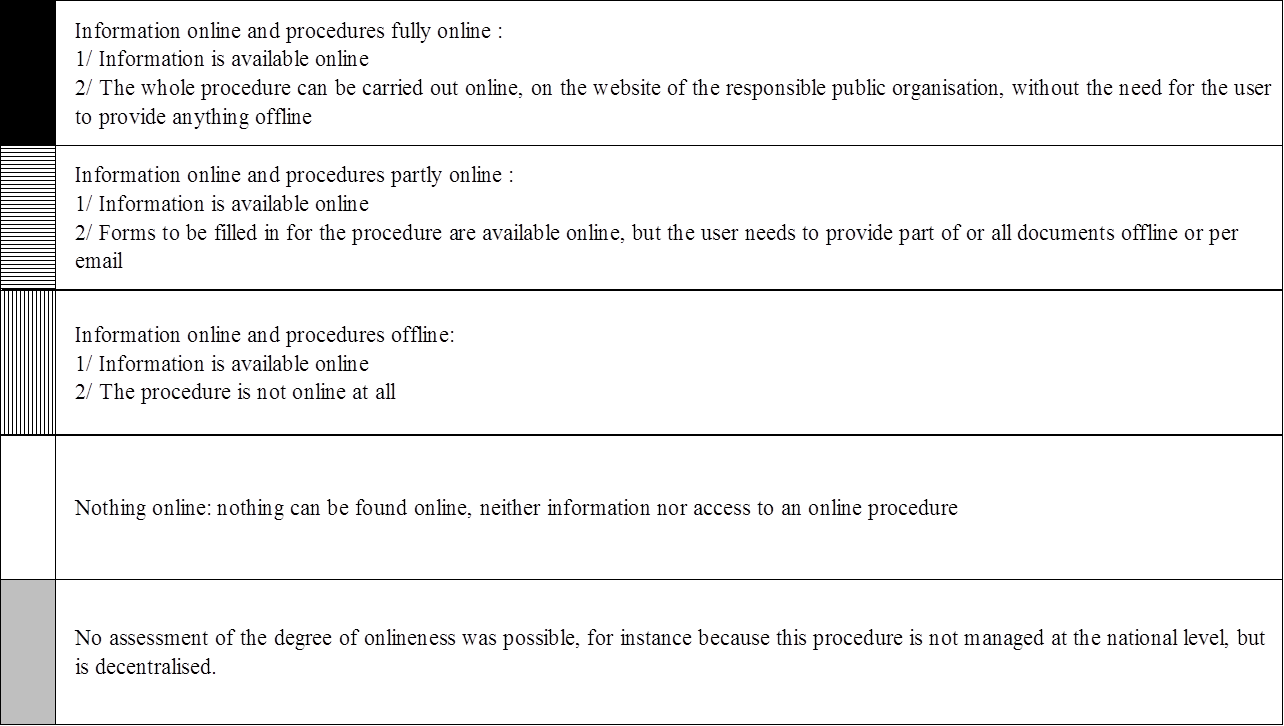 Information online and procedures fully online :
1/ Information is available online
2/ The whole procedure can be carried out online, on the website of the responsible public organisation, without the need for the user
to provide anything offline
Information online and procedures partly online :
1/ Information is available online
2/ Forms to be filled in for the procedure are available online, but the user needs to provide part of or all documents offline or per
email
Information online and procedures offline:
1/ Information is available online
2/ The procedure is not online at all
Nothing online: nothing can be found online, neither information nor access to an online procedure
No assessment of the degree of onlineness was possible, for instance because this procedure is not managed at the national level, but
is decentralised.